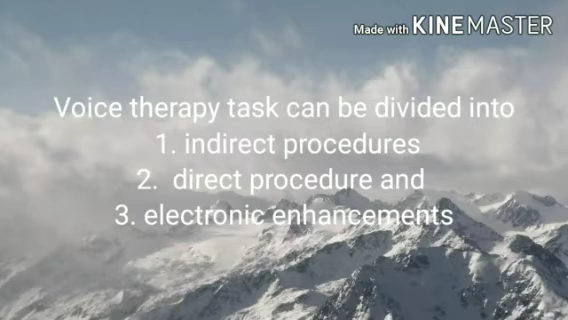 Made with KINEMASTER
Voice therapy task can be divided into
1. indirect procedures
2. direct procedure and
3. electronic enhancements